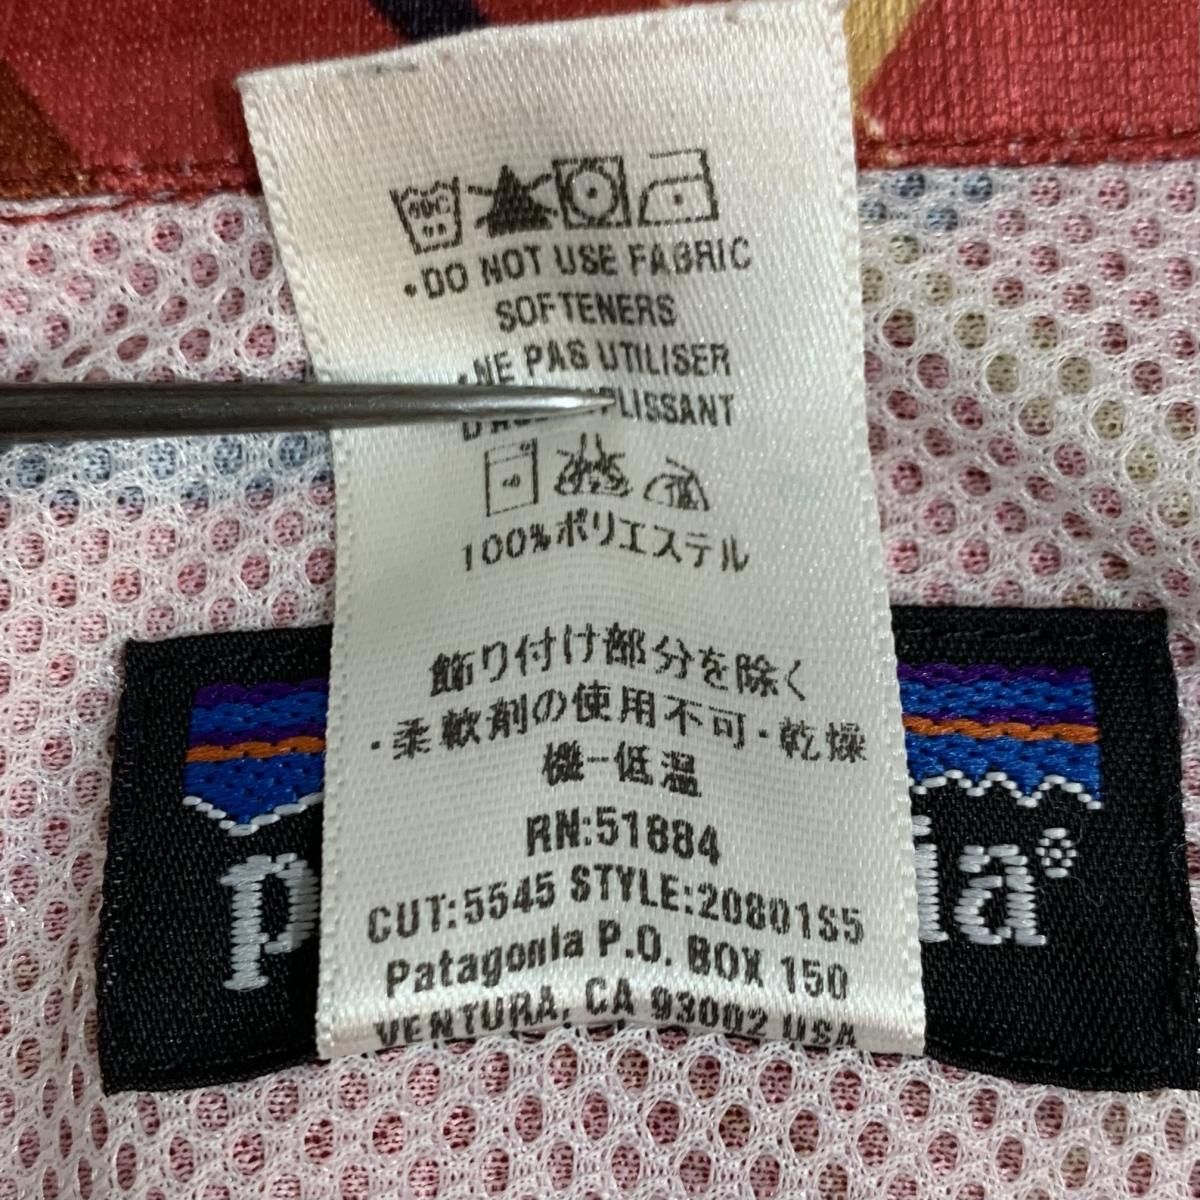 40C
·DO NOT USE FABRIC
SOFTENERS
·NE PAS UTILISER
100%ポリエステル
飾り付け部分を除く
·柔軟剤の使用不可·乾燥
機-低温
RN:51884
CUT:5545 STYLE:20801S5
Patagonia P.O. BOX 150
VENTURA, CA 93002 USA